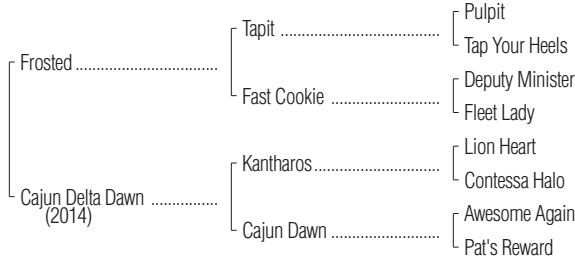 Pulpit
Tapit ................................
Tap Your Heels
Frosted .............................
Deputy Minister
Fast Cookie ......................
Fleet Lady
Lion Heart
Kantharos.........................
Contessa Halo
Cajun Delta Dawn ..............
(2014)
Awesome Again
Cajun Dawn ......................
Pat's Reward